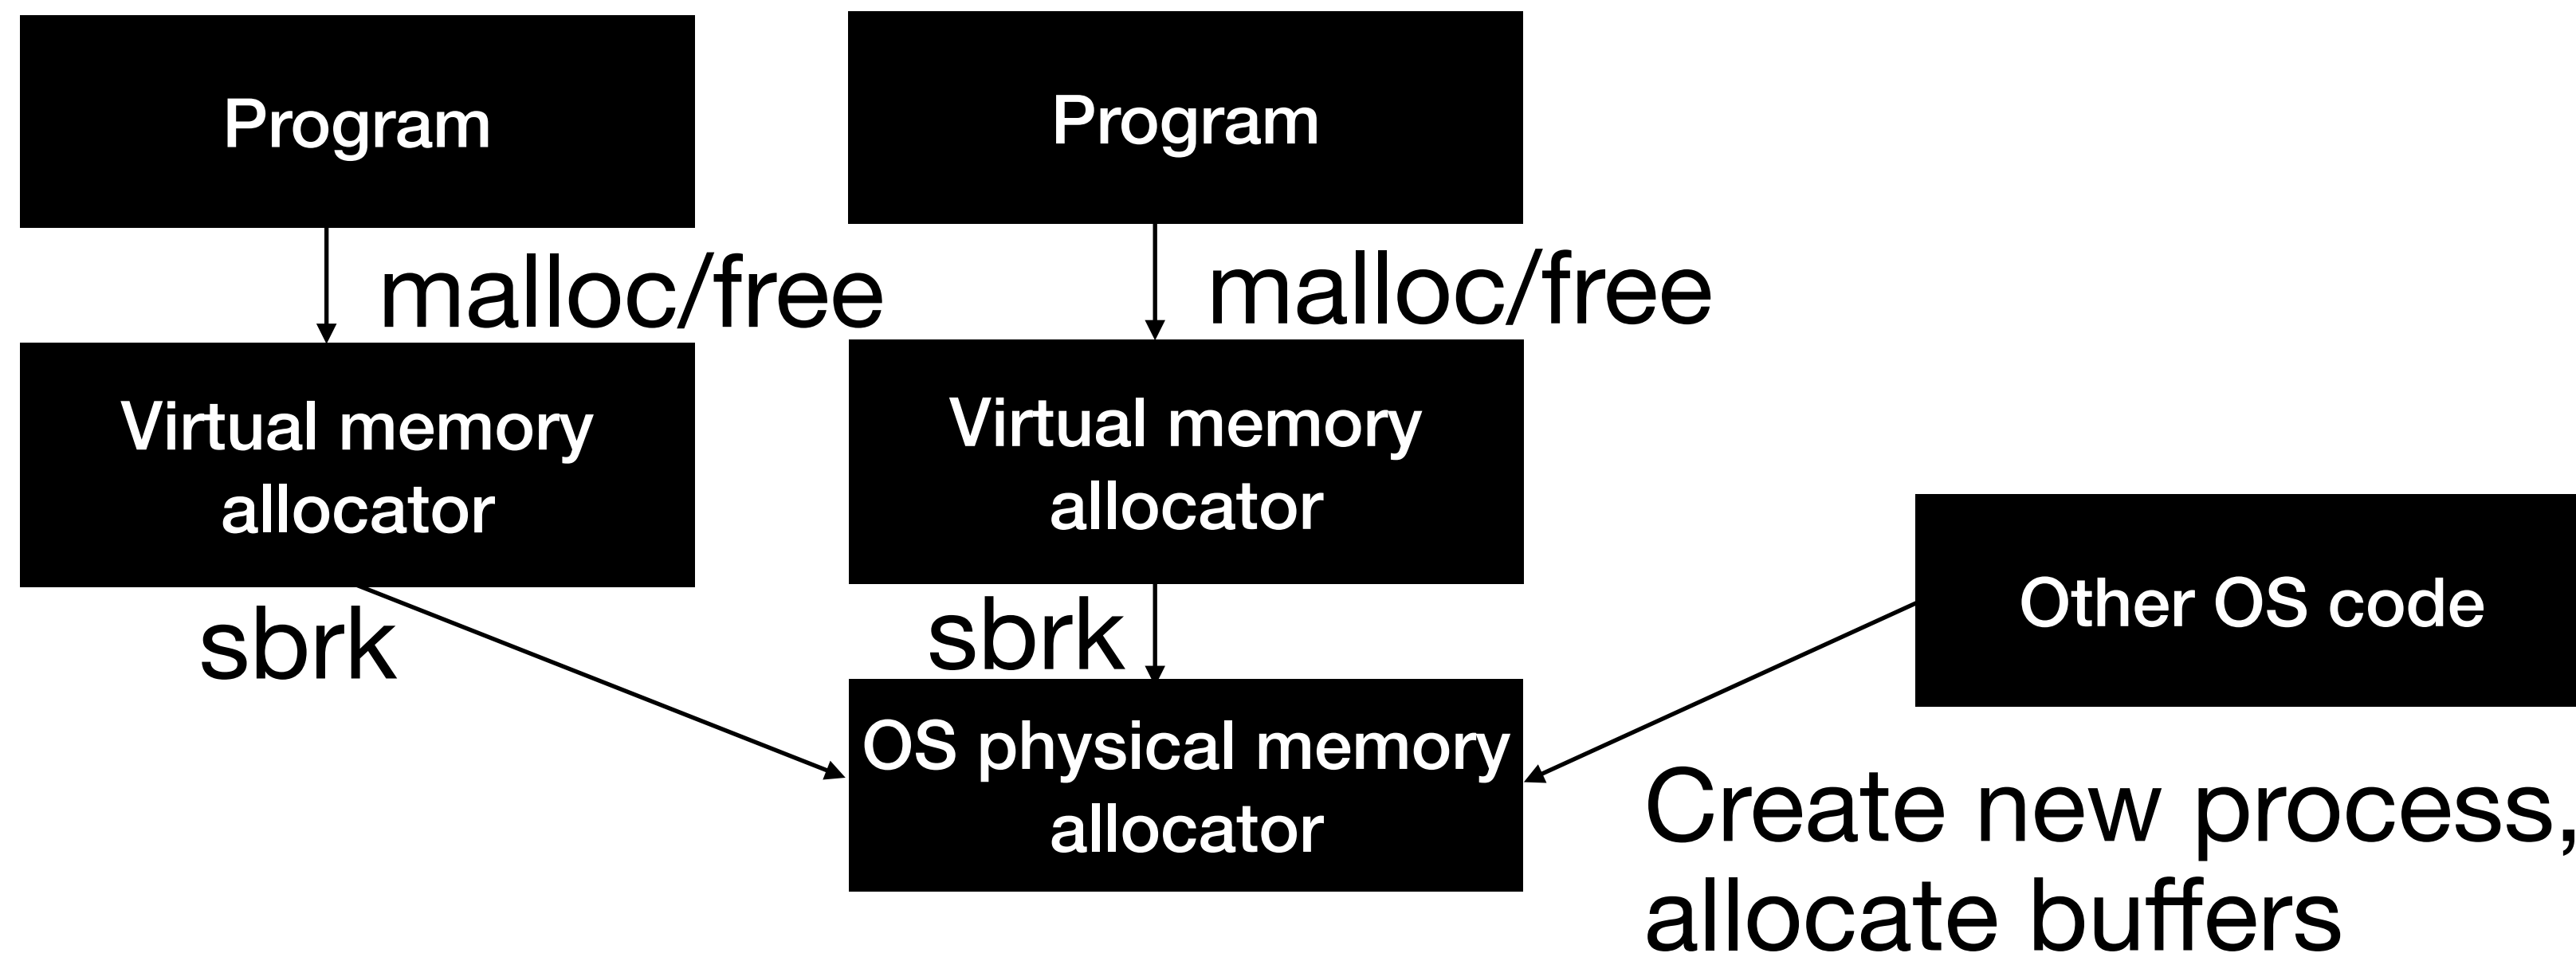 Program
Program
malloc/free
malloc/free
Virtual memory
allocator
Virtual memory
allocator
Other OS code
sbrk
sbrk
OS physical memory
allocator
Create new process,
allocate buffers